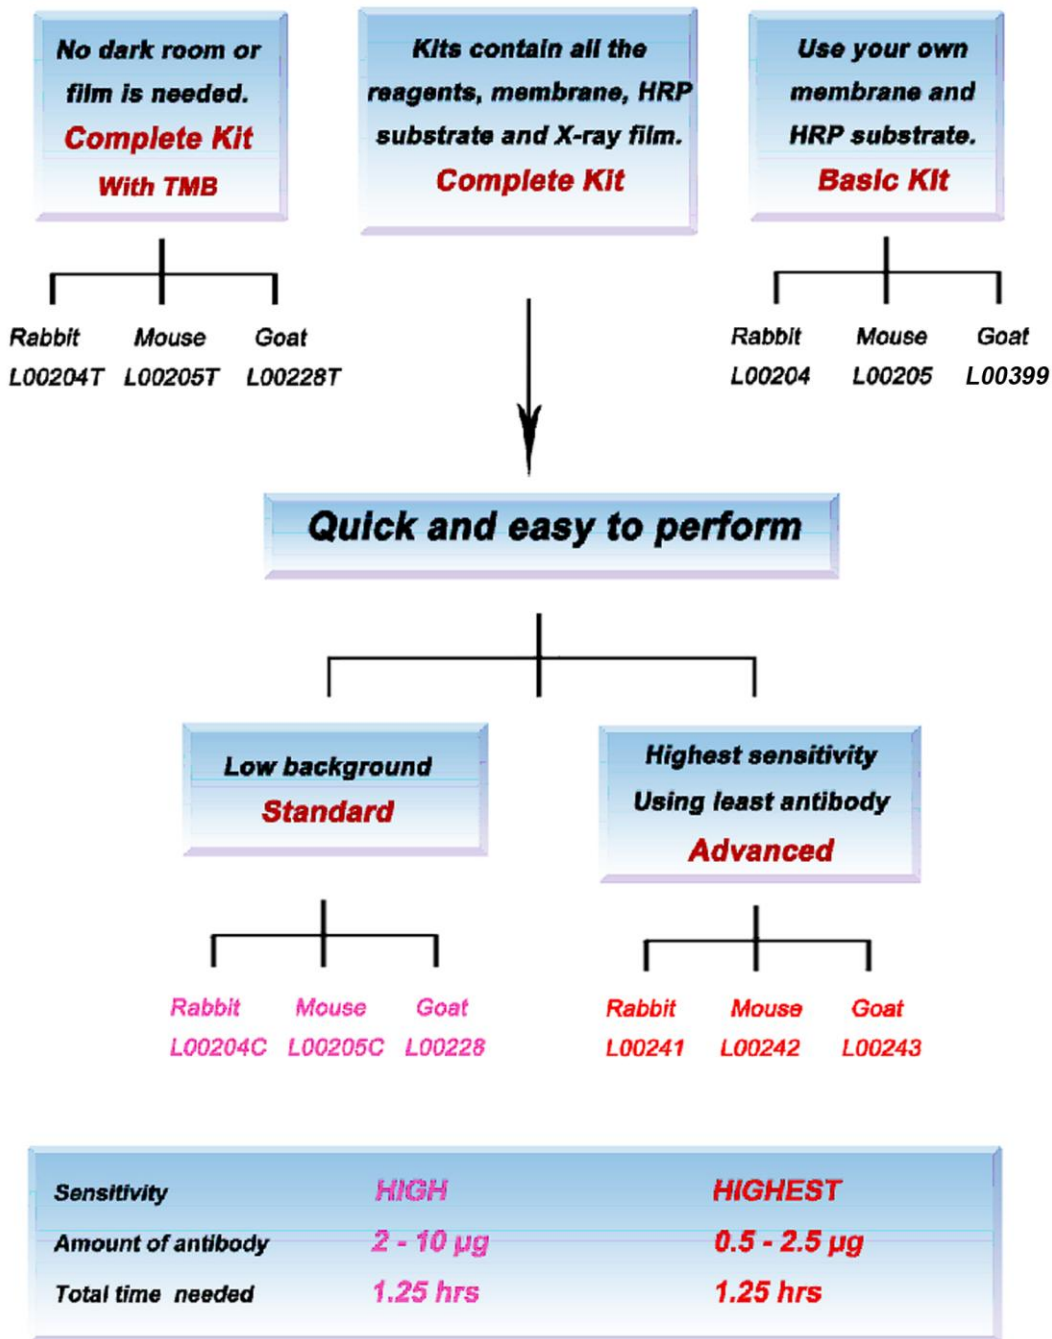 No dark room or
film is needed.
Complete Kit
With TMB
Kits contain all the
reagents, membrane, HRP
substrate and X-ray film.
Complete Kit
Use your own
membrane and
HRP substrate.
Basic KIt
Rabbit Mouse Goat
L00204T L00205T L00228T
Rabbit Mouse Goat
L00204 L00205 L00399
Quick and easy to perform
Low background
Standard
Highest sensitivity
Using least antibody
Advanced
Rabbit Mouse Goat
L00204C L00205C L00228
Rabbit Mouse Goat
L00241 L00242 L00243
Sensitivity HIGH HIGHEST
Amount of antibody 2 - 10 µg 0.5 - 2.5 µg
Total time needed 1.25 hrs 1.25 hrs